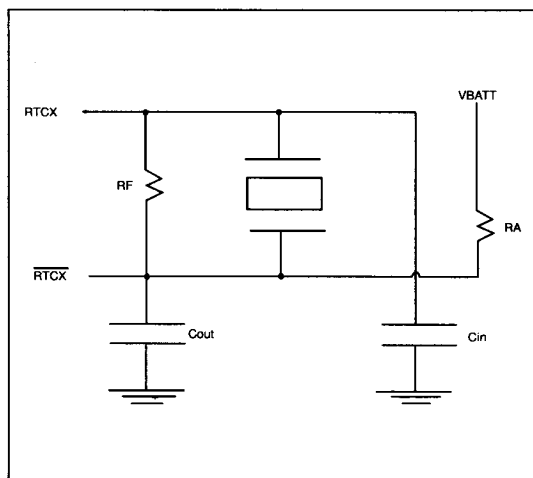 RTCX
VBATT
RF
RA
RTCX
Cout
Cin